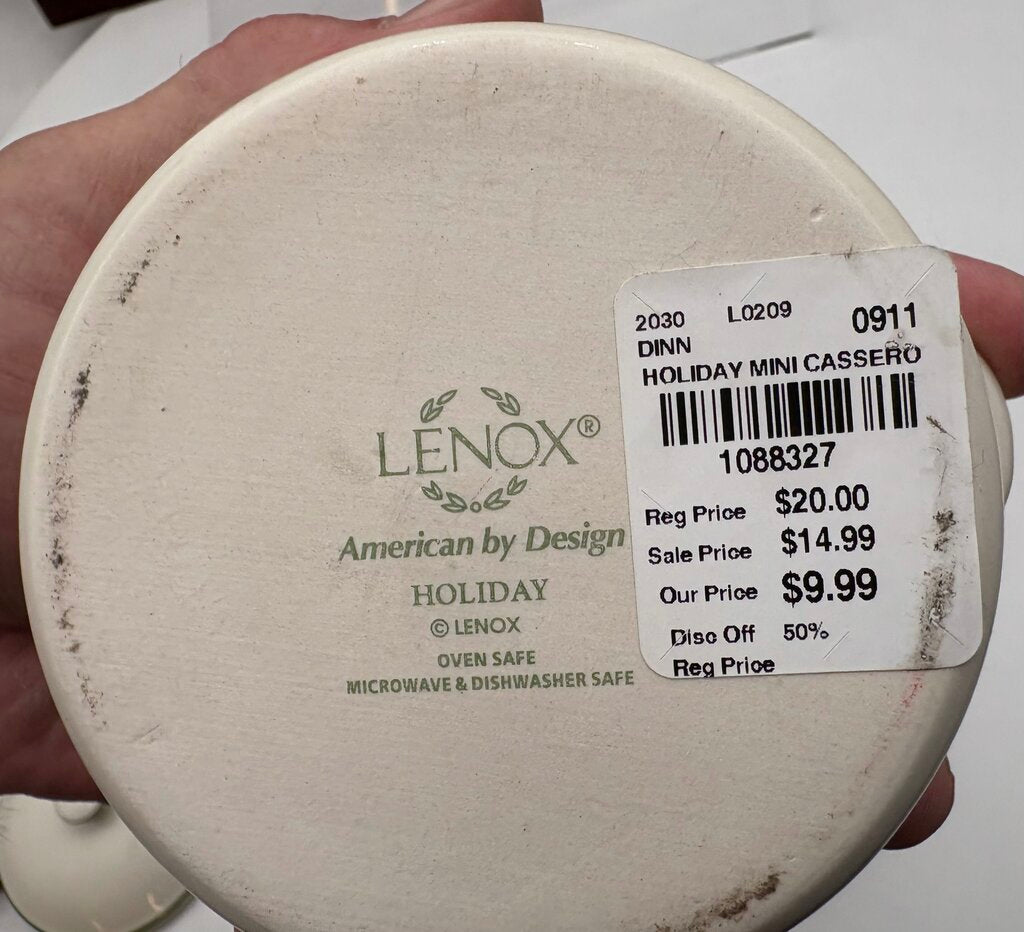 LENOX®
American by Design
HOLIDAY
© LENOX
OVEN SAFE
MICROWAVE & DISHWASHER SAFE
2030 L0209 0911
DINN
HOLIDAY MINI CASSERO
1088327
Reg Price $20.00
Sale Price $14.99
Our Price $9.99
Disc Off 50%
Reg Price